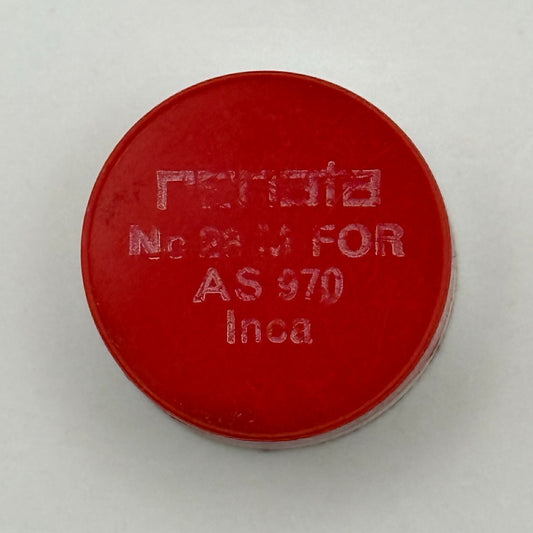 renata
No 28 M FOR
AS 970
Inca